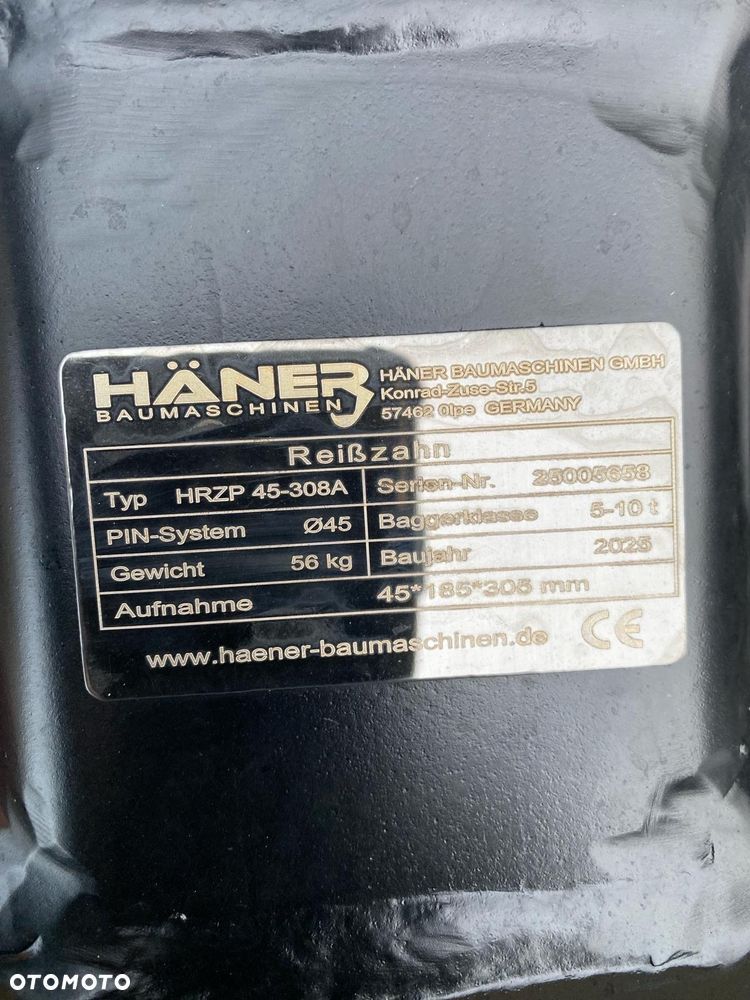 HÄNER
BAUMASCHINEN
HÄNER BAUMASCHINEN GMBH
Konrad-Zuse-Str.5
57462 Olpe GERMANY
Reißzahn
Typ HRZP 45-308A Serien-Nr. 25005658
PIN-System Ø45 Baggerklasse 5-10 t
Gewicht 56 kg Baujahr 2025
Aufnahme 45*185*305 mm
www.haener-baumaschinen.de CE
OTOMOTO